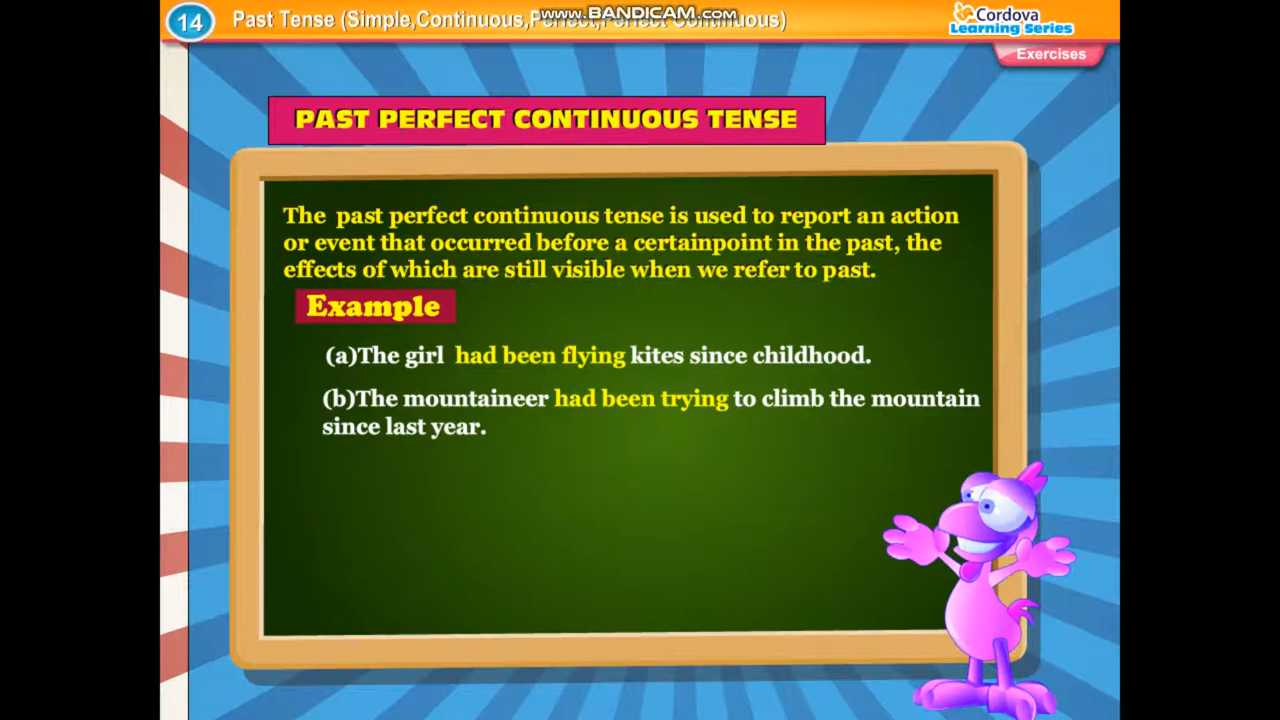 14
Past Tense (Simple,Continuous,Perfect,Perfect Continuous)
www.BANDICAM.com
Cordova
Learning Series
Exercises
PAST PERFECT CONTINUOUS TENSE
The past perfect continuous tense is used to report an action
or event that occurred before a certainpoint in the past, the
effects of which are still visible when we refer to past.
Example
(a)The girl had been flying kites since childhood.
(b)The mountaineer had been trying to climb the mountain
since last year.